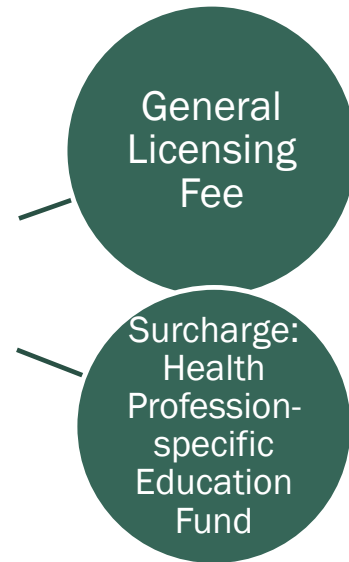 General
Licensing
Fee
Surcharge:
Health
Profession-
specific
Education
Fund